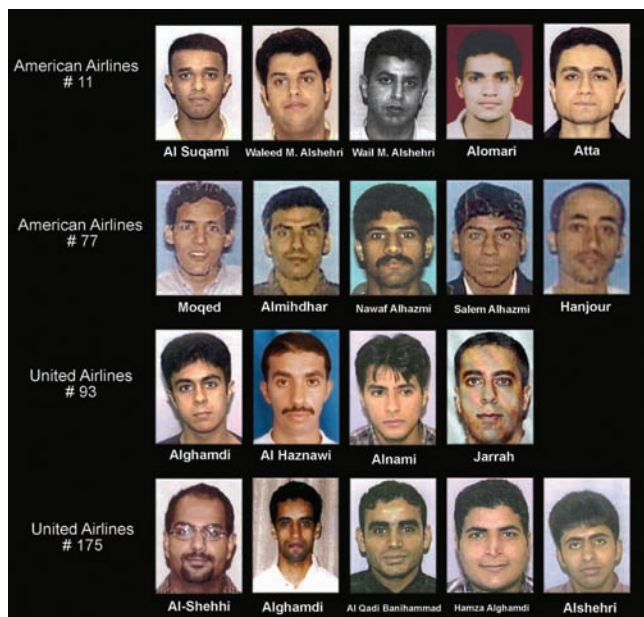 American Airlines
# 11
Al Suqami
Waleed M. Alshehri
Wail M. Alshehri
Alomari
Atta
American Airlines
# 77
Moqed
Almihdhar
Nawaf Alhazmi
Salem Alhazmi
Hanjour
United Airlines
# 93
Alghamdi
Al Haznawi
Alnami
Jarrah
United Airlines
# 175
Al-Shehhi
Alghamdi
Al Qadi Banihammad
Hamza Alghamdi
Alshehri